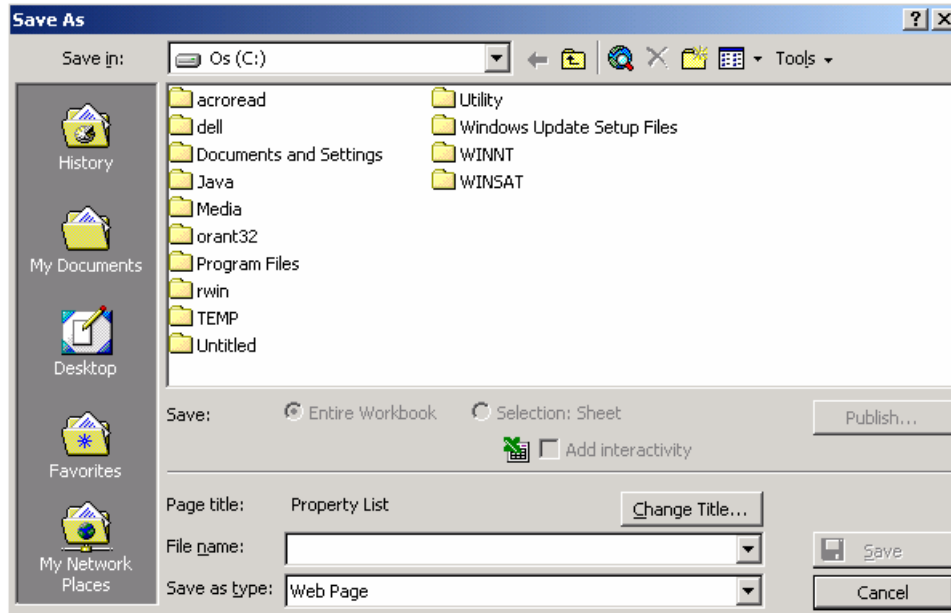 Save As
Save in:
Os (C:)
Tools
History
My Documents
Desktop
Favorites
My Network
Places
acroread
dell
Documents and Settings
Java
Media
orant32
Program Files
rwin
TEMP
Untitled
Utility
Windows Update Setup Files
WINNT
WINSAT
Save:
Entire Workbook
Selection: Sheet
Publish...
Add interactivity
Page title:
Property List
Change Title...
File name:
Save
Save as type:
Web Page
Cancel